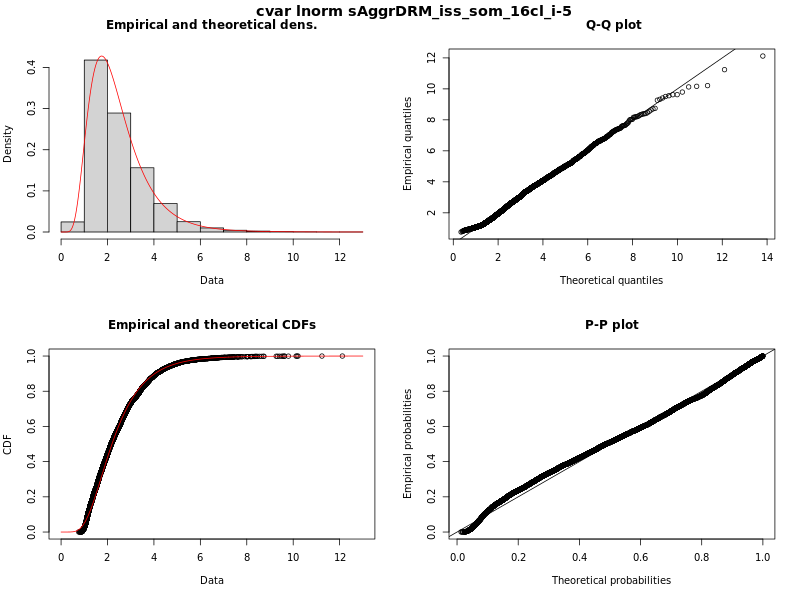 cvar lnorm sAggrDRM_iss_som_16cl_i-5
Empirical and theoretical dens.
Density
0.0 0.1 0.2 0.3 0.4
0 2 4 6 8 10 12
Data
Q-Q plot
Empirical quantiles
2 4 6 8 10 12
0 2 4 6 8 10 12 14
Theoretical quantiles
Empirical and theoretical CDFs
CDF
0.0 0.2 0.4 0.6 0.8 1.0
0 2 4 6 8 10 12
Data
P-P plot
Empirical probabilities
0.0 0.2 0.4 0.6 0.8 1.0
0.0 0.2 0.4 0.6 0.8 1.0
Theoretical probabilities